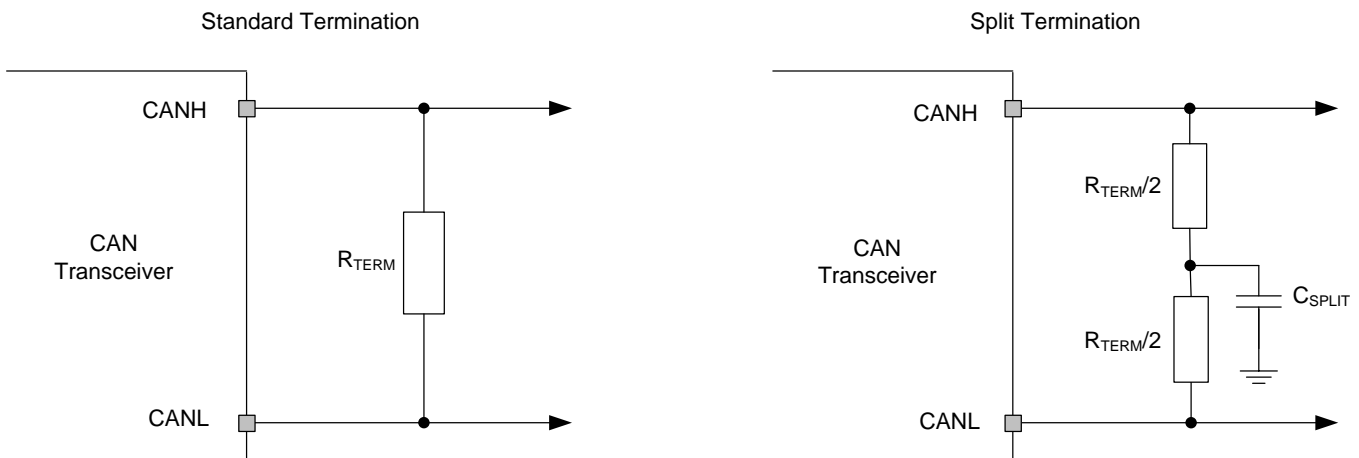 Standard Termination
CANH
CAN
Transceiver
RTERM
CANL
Split Termination
CANH
RTERM/2
CAN
Transceiver
CSPLIT
RTERM/2
CANL